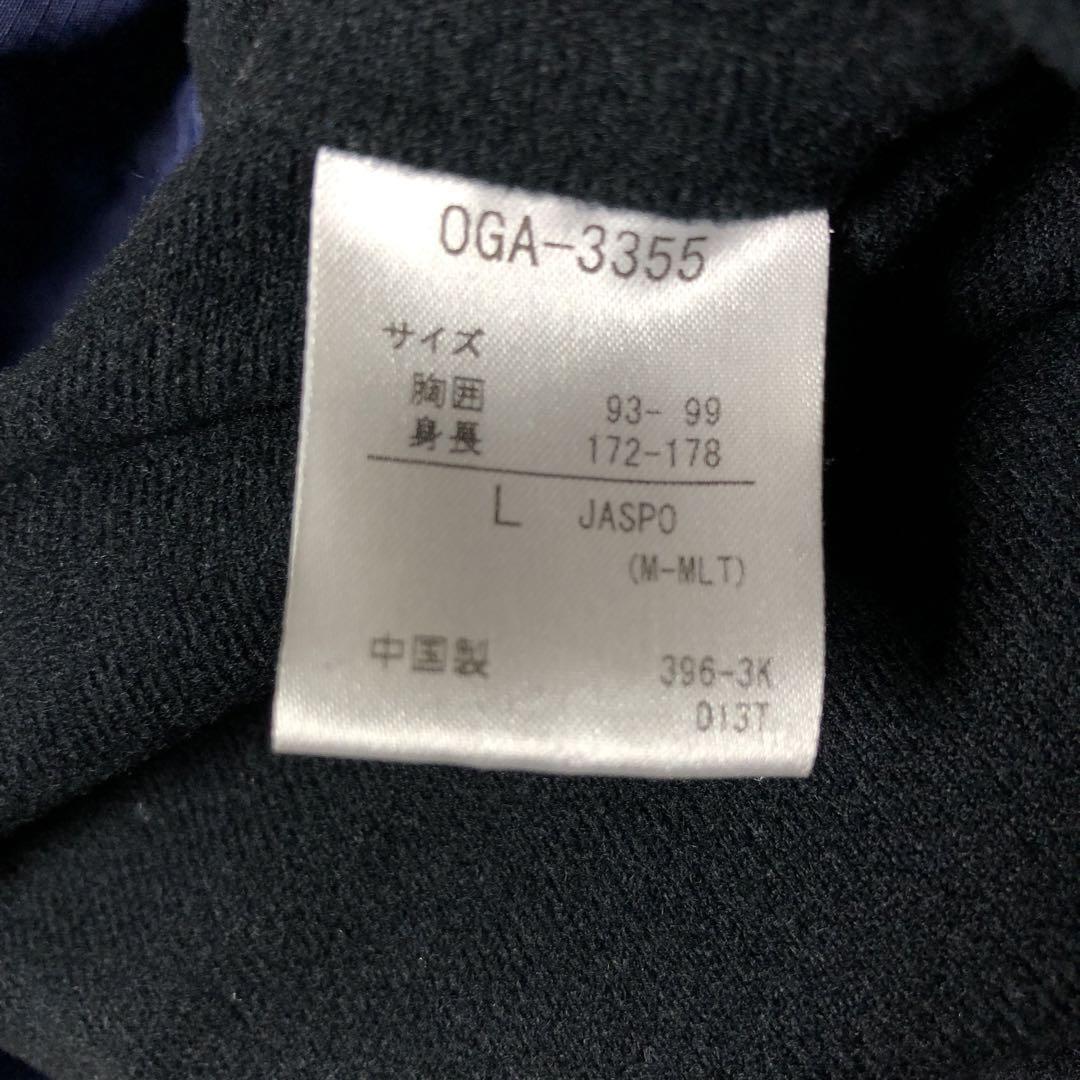 OGA-3355
サイズ
胸囲 93- 99
身長 172-178
L JASPO
(M-MLT)
中国製 396-3K
D13T